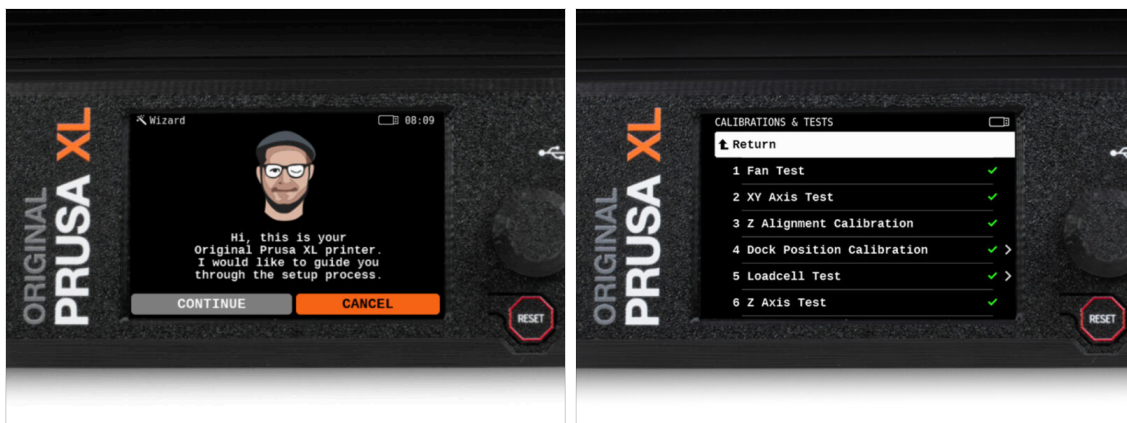 ORIGINAL
PRUSA XL
Wizard
08:09
Hi, this is your
Original Prusa XL printer.
I would like to guide you
through the setup process.
CONTINUE
CANCEL
RESET
ORIGINAL
PRUSA XL
CALIBRATIONS & TESTS
Return
1 Fan Test
2 XY Axis Test
3 Z Alignment Calibration
4 Dock Position Calibration
5 Loadcell Test
6 Z Axis Test
RESET